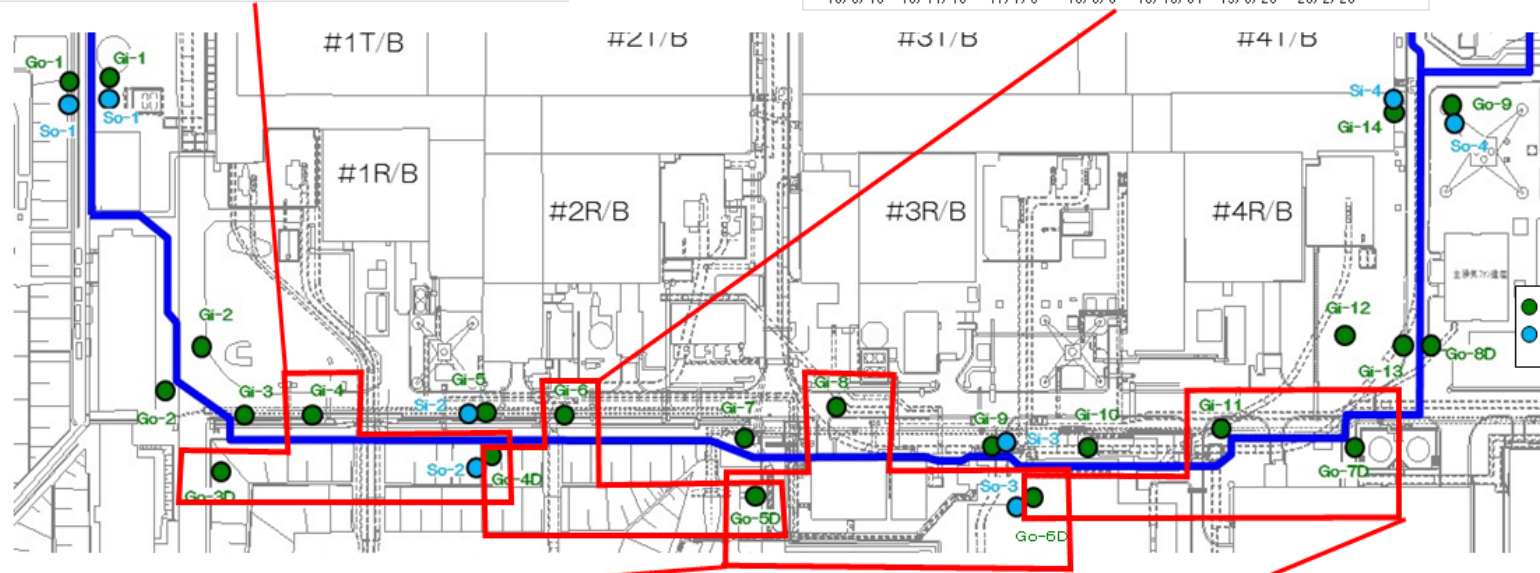 #1T/B
#2T/B
#3T/B
#4T/B
Go-1
Gi-1
So-1
So-1
Si-4
Gi-14
Go-9
So-4
#1R/B
#2R/B
#3R/B
#4R/B
Gi-2
Gi-12
Go-8D
Gi-13
Go-2
Gi-3
Gi-4
Gi-5
Si-2
Gi-6
Gi-7
Gi-8
Gi-9
Si-3
Gi-10
Gi-11
Go-3D
So-2
Go-4D
Go-5D
So-3
Go-6D
Go-7D